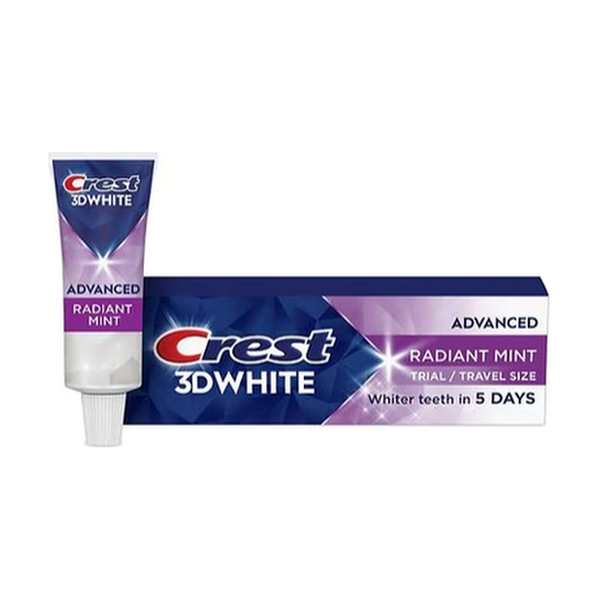 Crest
3DWHITE
ADVANCED
RADIANT
MINT
Crest
3DWHITE
ADVANCED
RADIANT MINT
TRIAL / TRAVEL SIZE
Whiter teeth in 5 DAYS